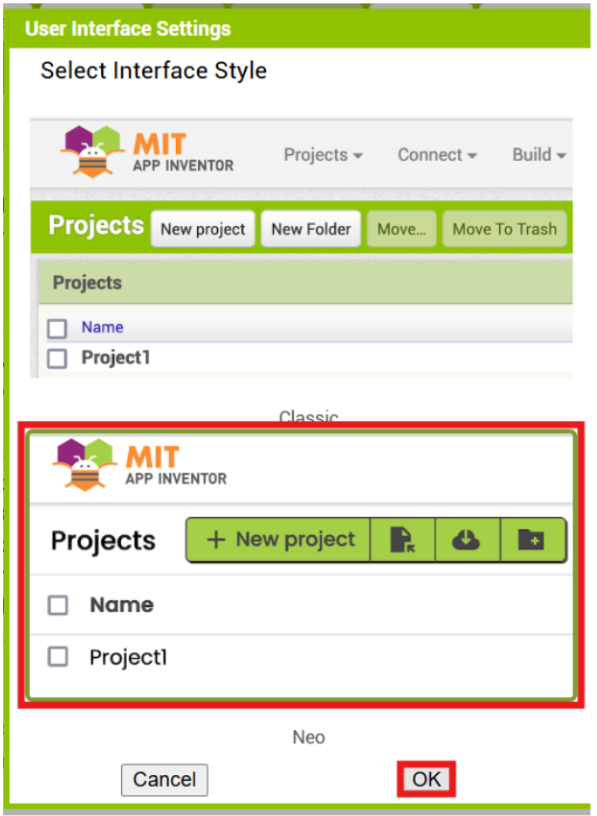 User Interface Settings
Select Interface Style
MIT
APP INVENTOR
Projects Connect Build
Projects New project New Folder Move... Move To Trash
Projects
Name
Project1
Classic
MIT
APP INVENTOR
Projects + New project
Name
Project1
Neo
Cancel OK